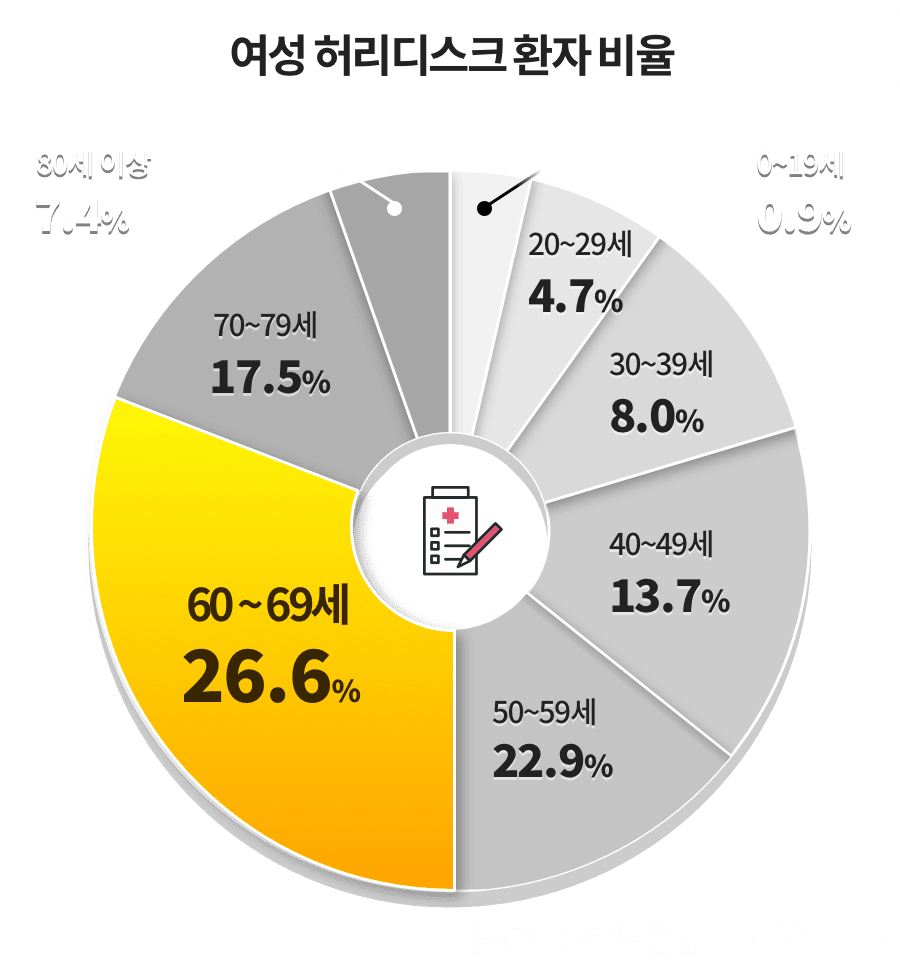 여성 허리디스크 환자 비율
80세 이상
7.4%
0~19세
0.9%
20~29세
4.7%
30~39세
8.0%
70~79세
17.5%
40~49세
13.7%
60~69세
26.6%
50~59세
22.9%